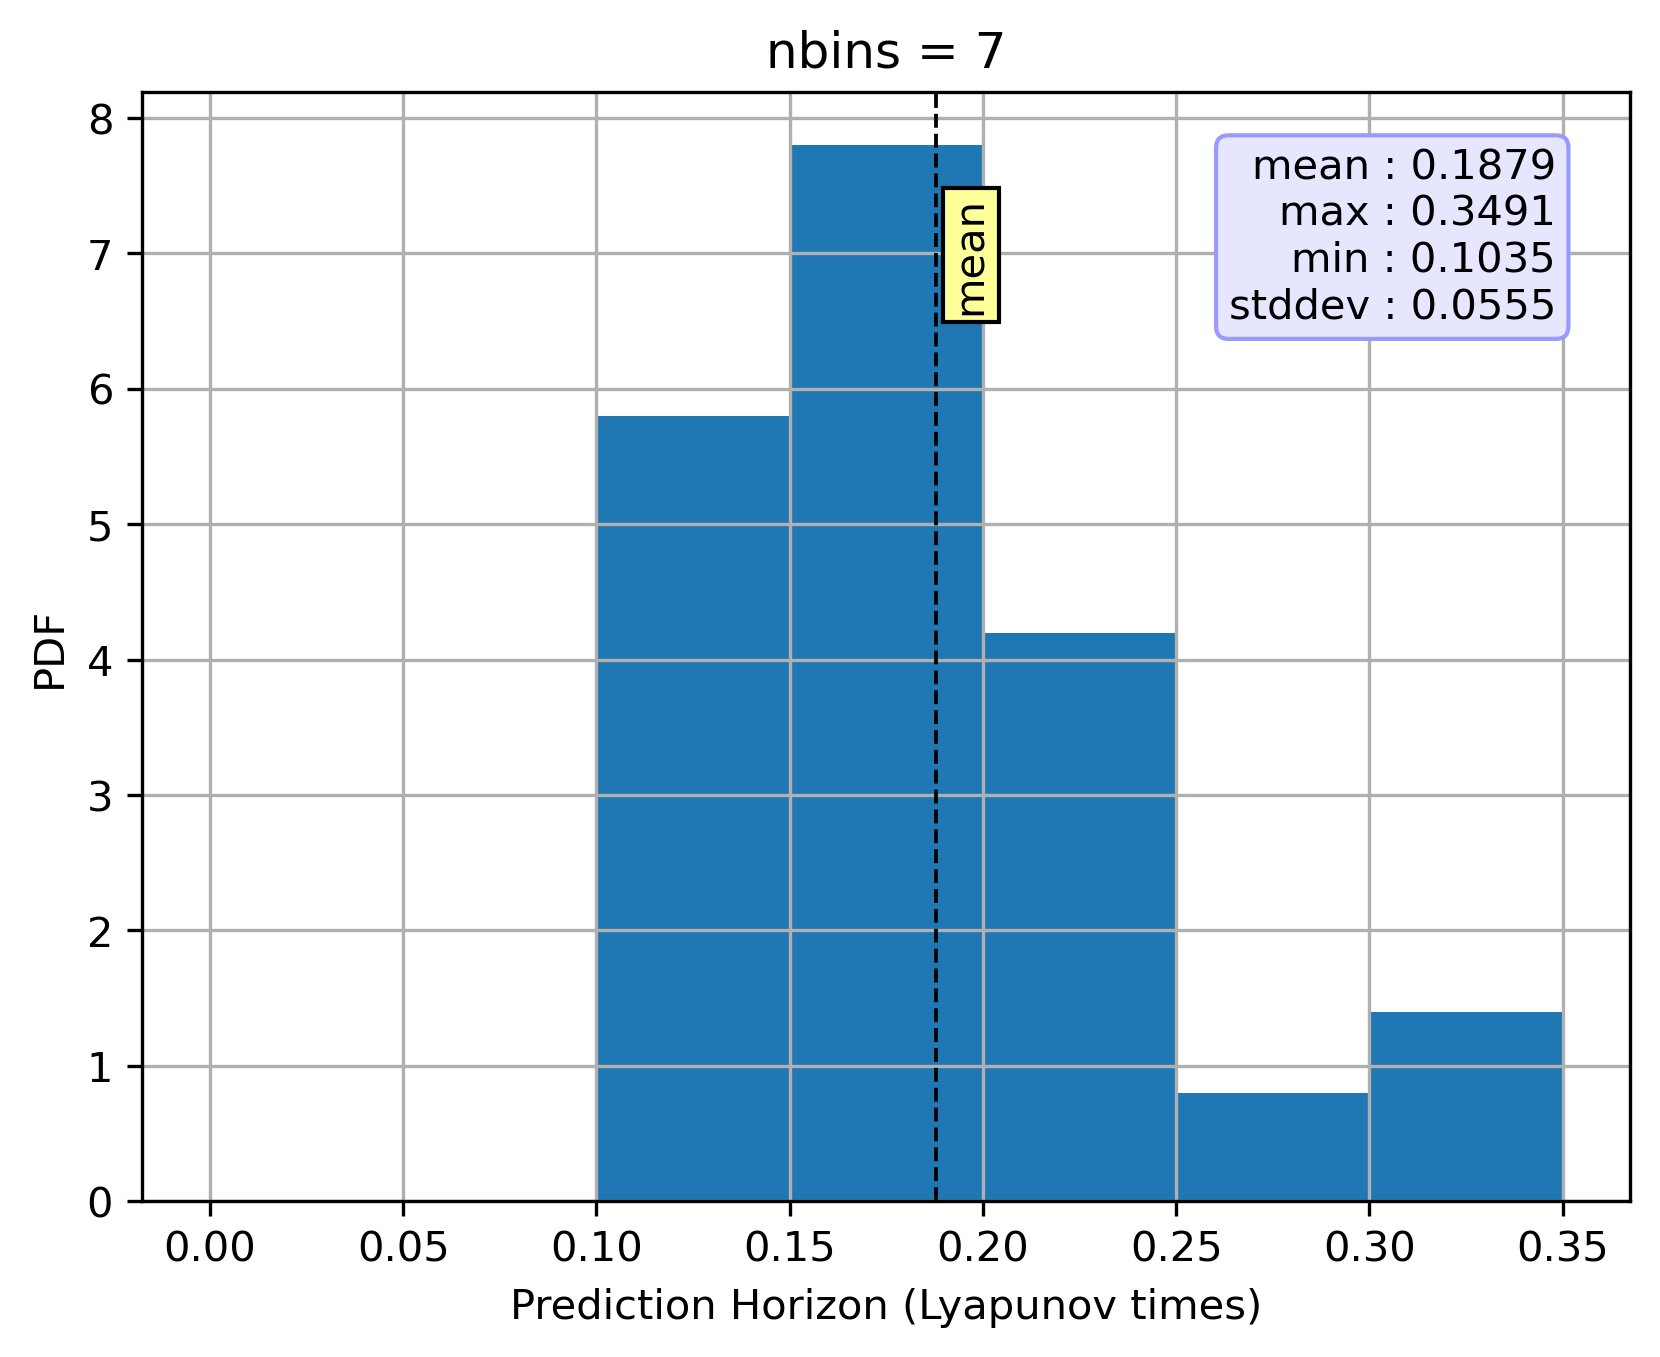 nbins = 7
8
7
6
5
4
3
2
1
0
PDF
mean
mean : 0.1879
max : 0.3491
min : 0.1035
stddev : 0.0555
0.00 0.05 0.10 0.15 0.20 0.25 0.30 0.35
Prediction Horizon (Lyapunov times)